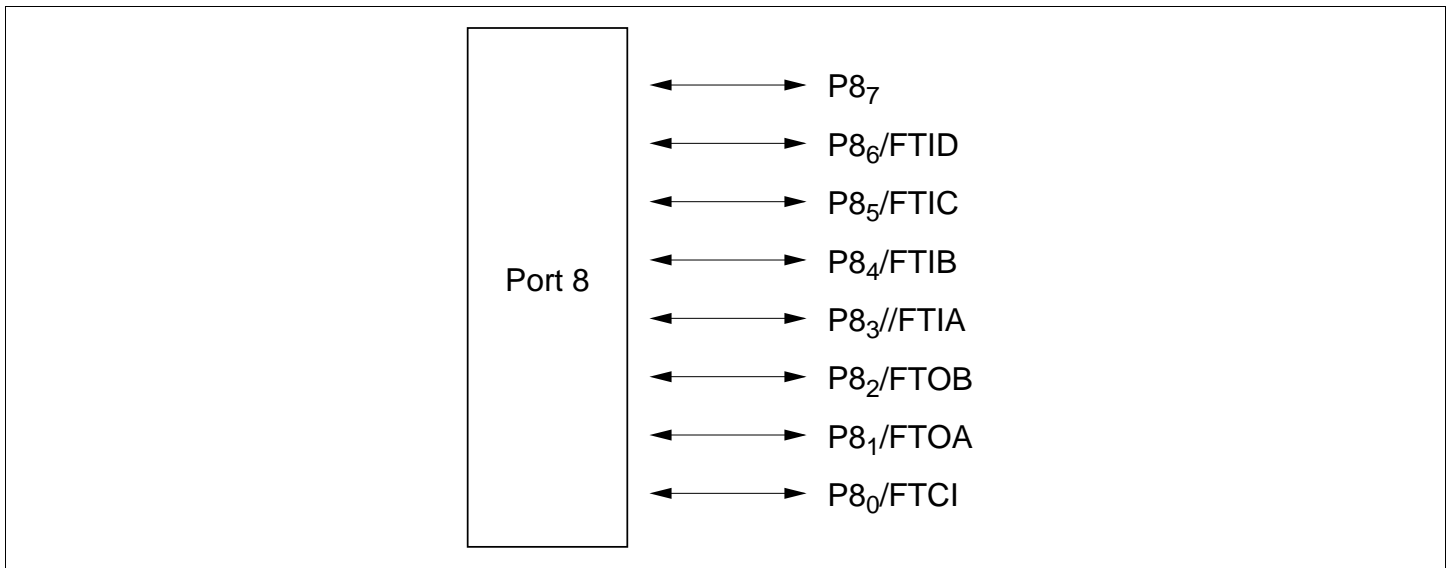 P8₇
P8₆/FTID
P8₅/FTIC
P8₄/FTIB
Port 8
P8₃//FTIA
P8₂/FTOB
P8₁/FTOA
P8₀/FTCI